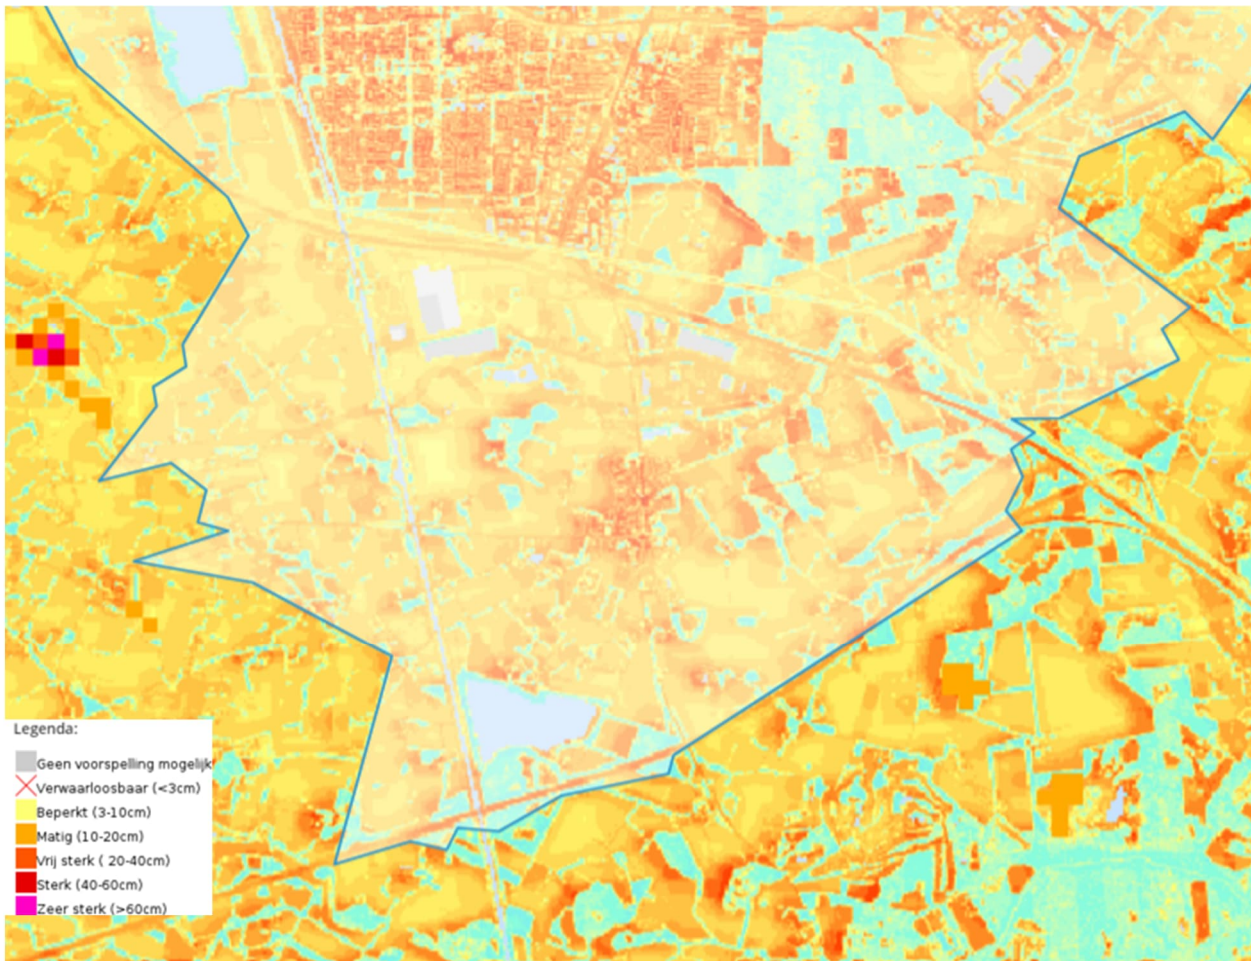 Legenda:
Geen voorspelling mogelijk
Verwaarloosbaar (<3cm)
Beperkt (3-10cm)
Matig (10-20cm)
Vrij sterk ( 20-40cm)
Sterk (40-60cm)
Zeer sterk (>60cm)